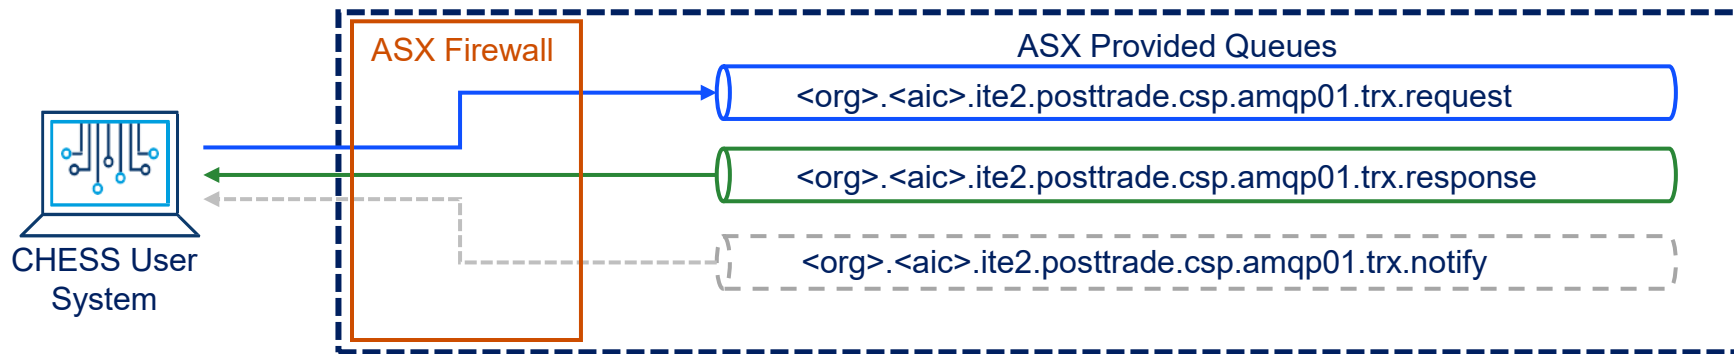 ASX Firewall
ASX Provided Queues
<org>.<aic>.ite2.posttrade.csp.amqp01.trx.request
<org>.<aic>.ite2.posttrade.csp.amqp01.trx.response
<org>.<aic>.ite2.posttrade.csp.amqp01.trx.notify
CHESS User
System